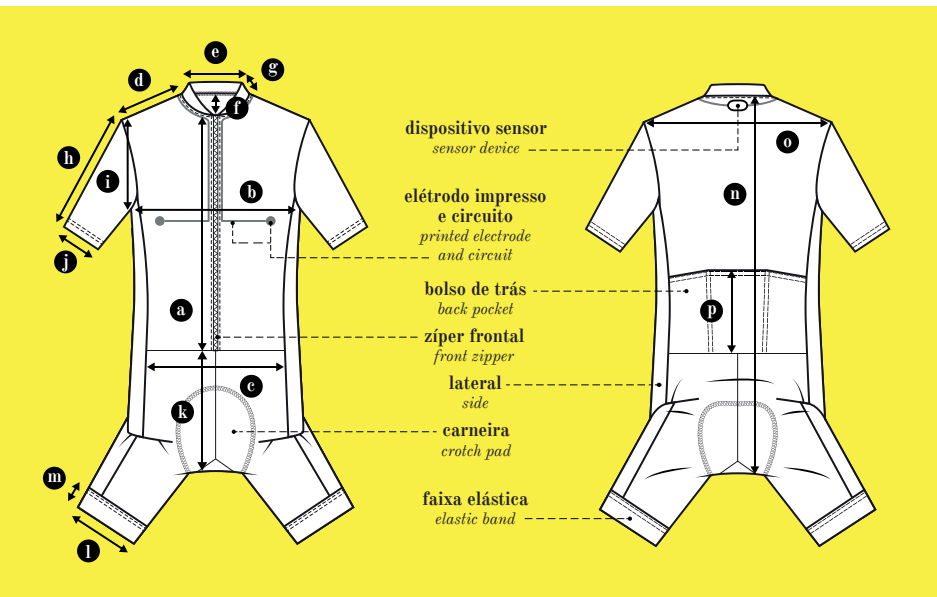 e
g
d
f
h
i
b
j
a
c
k
m
l
dispositivo sensor
sensor device
elétrodo impresso
e circuito
printed electrode
and circuit
bolso de trás
back pocket
zíper frontal
front zipper
lateral
side
carneira
crotch pad
faixa elástica
elastic band
o
n
p